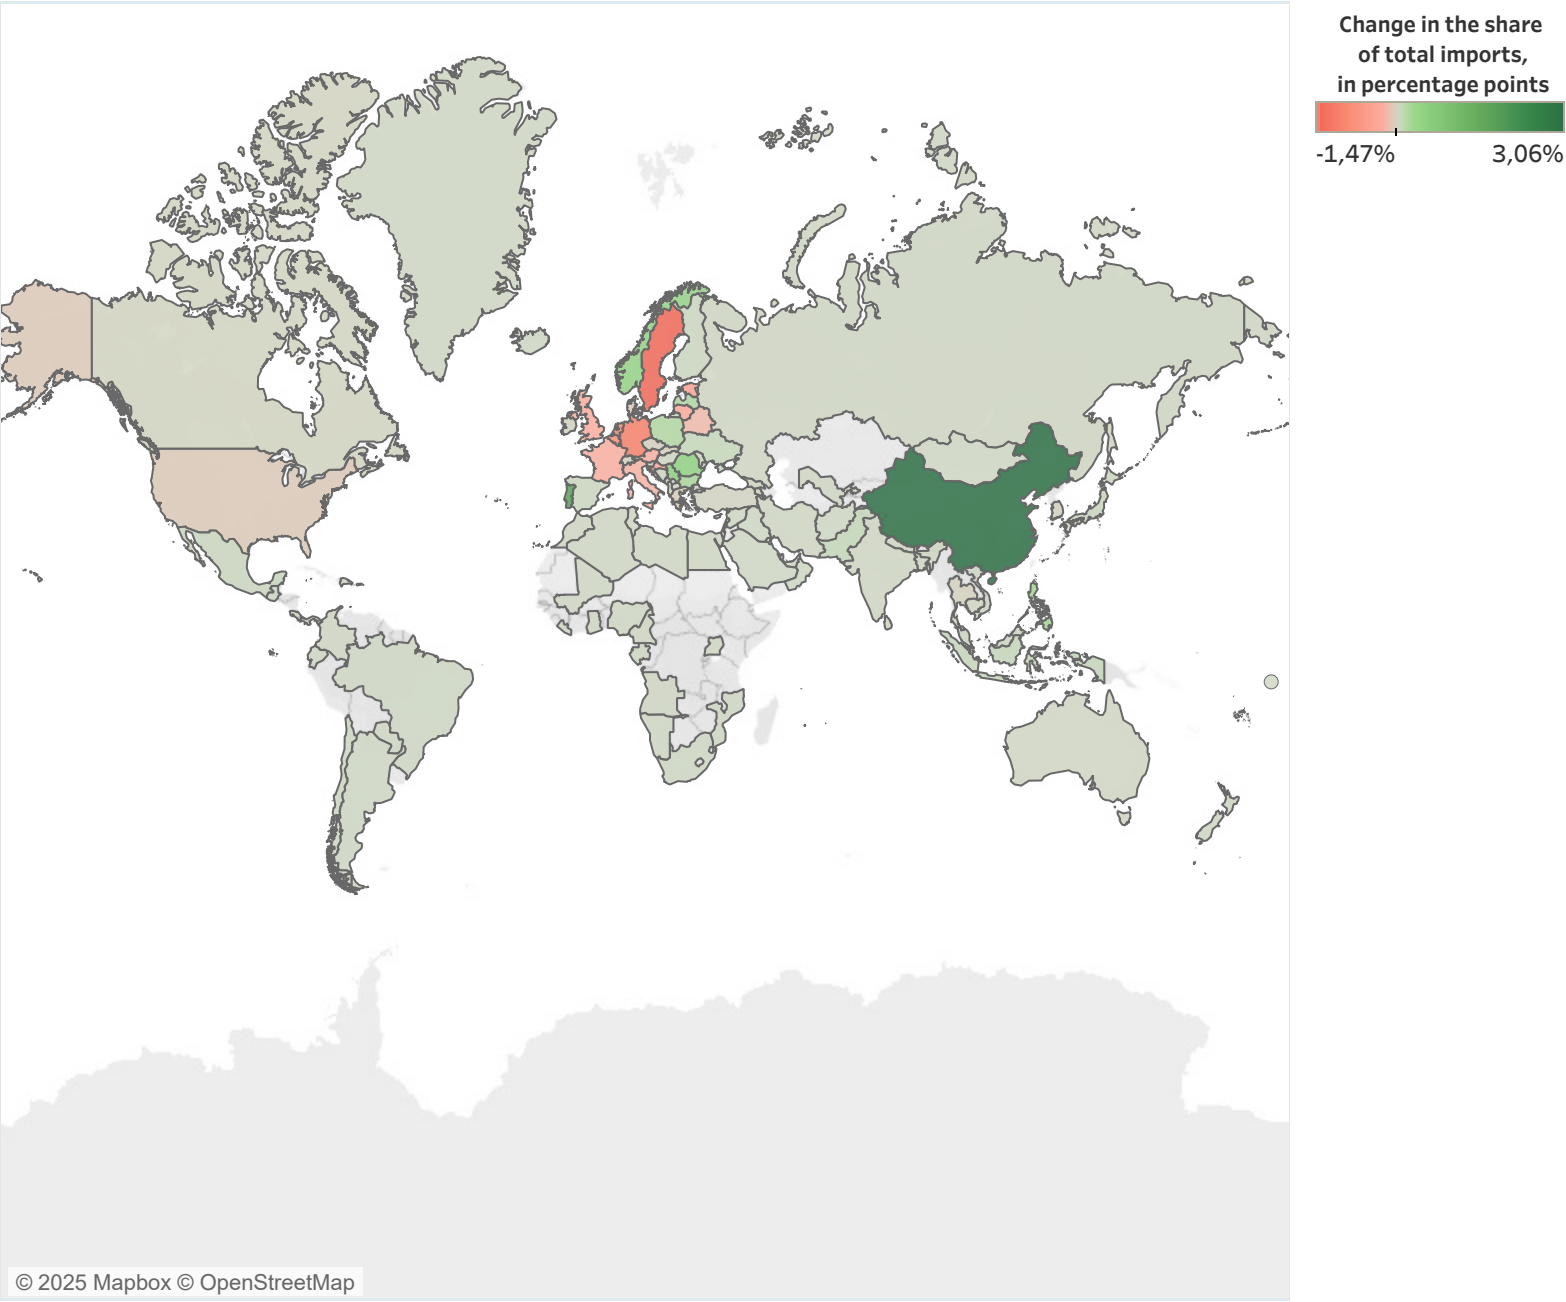 Change in the share
of total imports,
in percentage points
-1,47% 3,06%
© 2025 Mapbox © OpenStreetMap